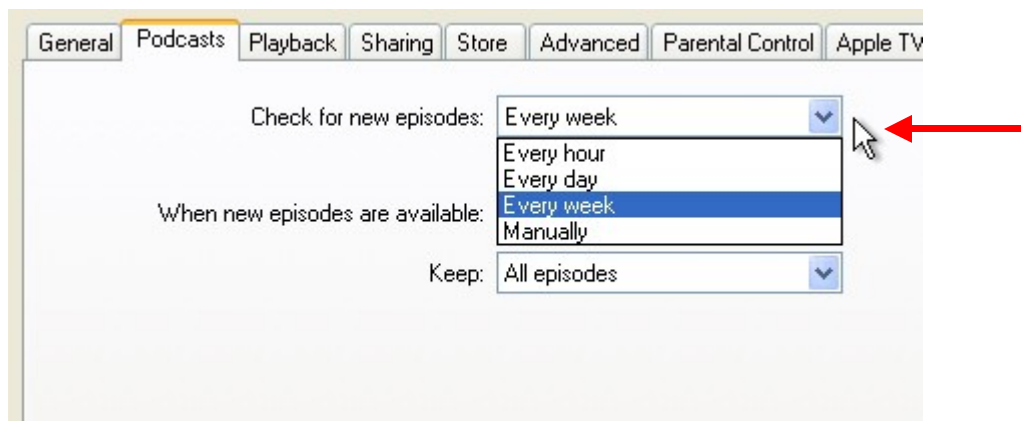 General Podcasts Playback Sharing Store Advanced Parental Control Apple TV
Check for new episodes: Every week
Every hour
Every day
When new episodes are available: Every week
Manually
Keep: All episodes